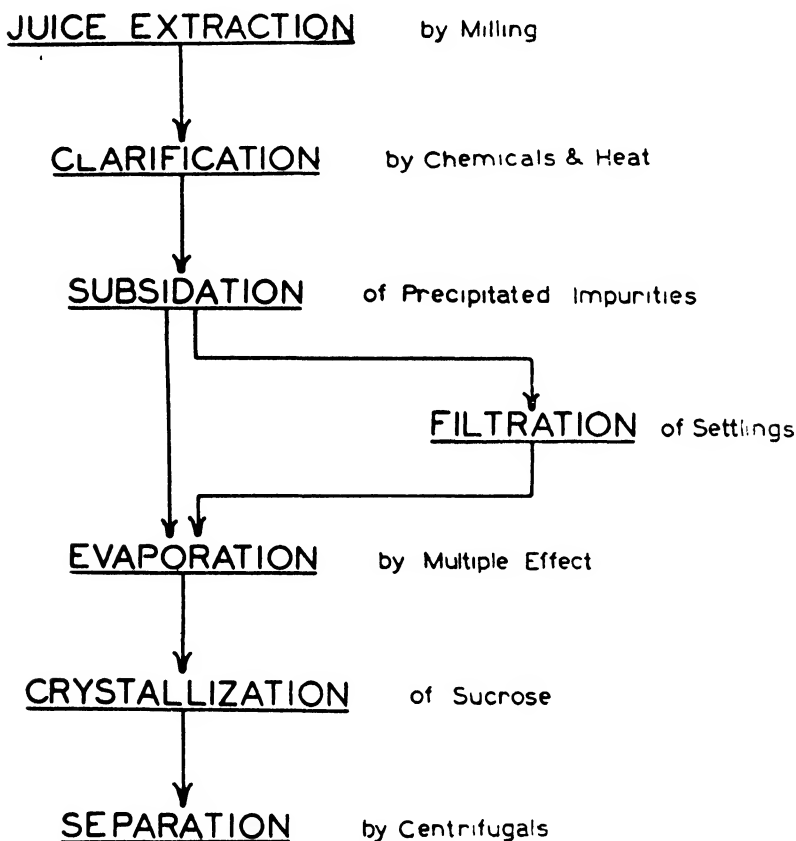 JUICE EXTRACTION by Milling
CLARIFICATION by Chemicals & Heat
SUBSIDATION of Precipitated Impurities
FILTRATION of Settlings
EVAPORATION by Multiple Effect
CRYSTALLIZATION of Sucrose
SEPARATION by Centrifugals